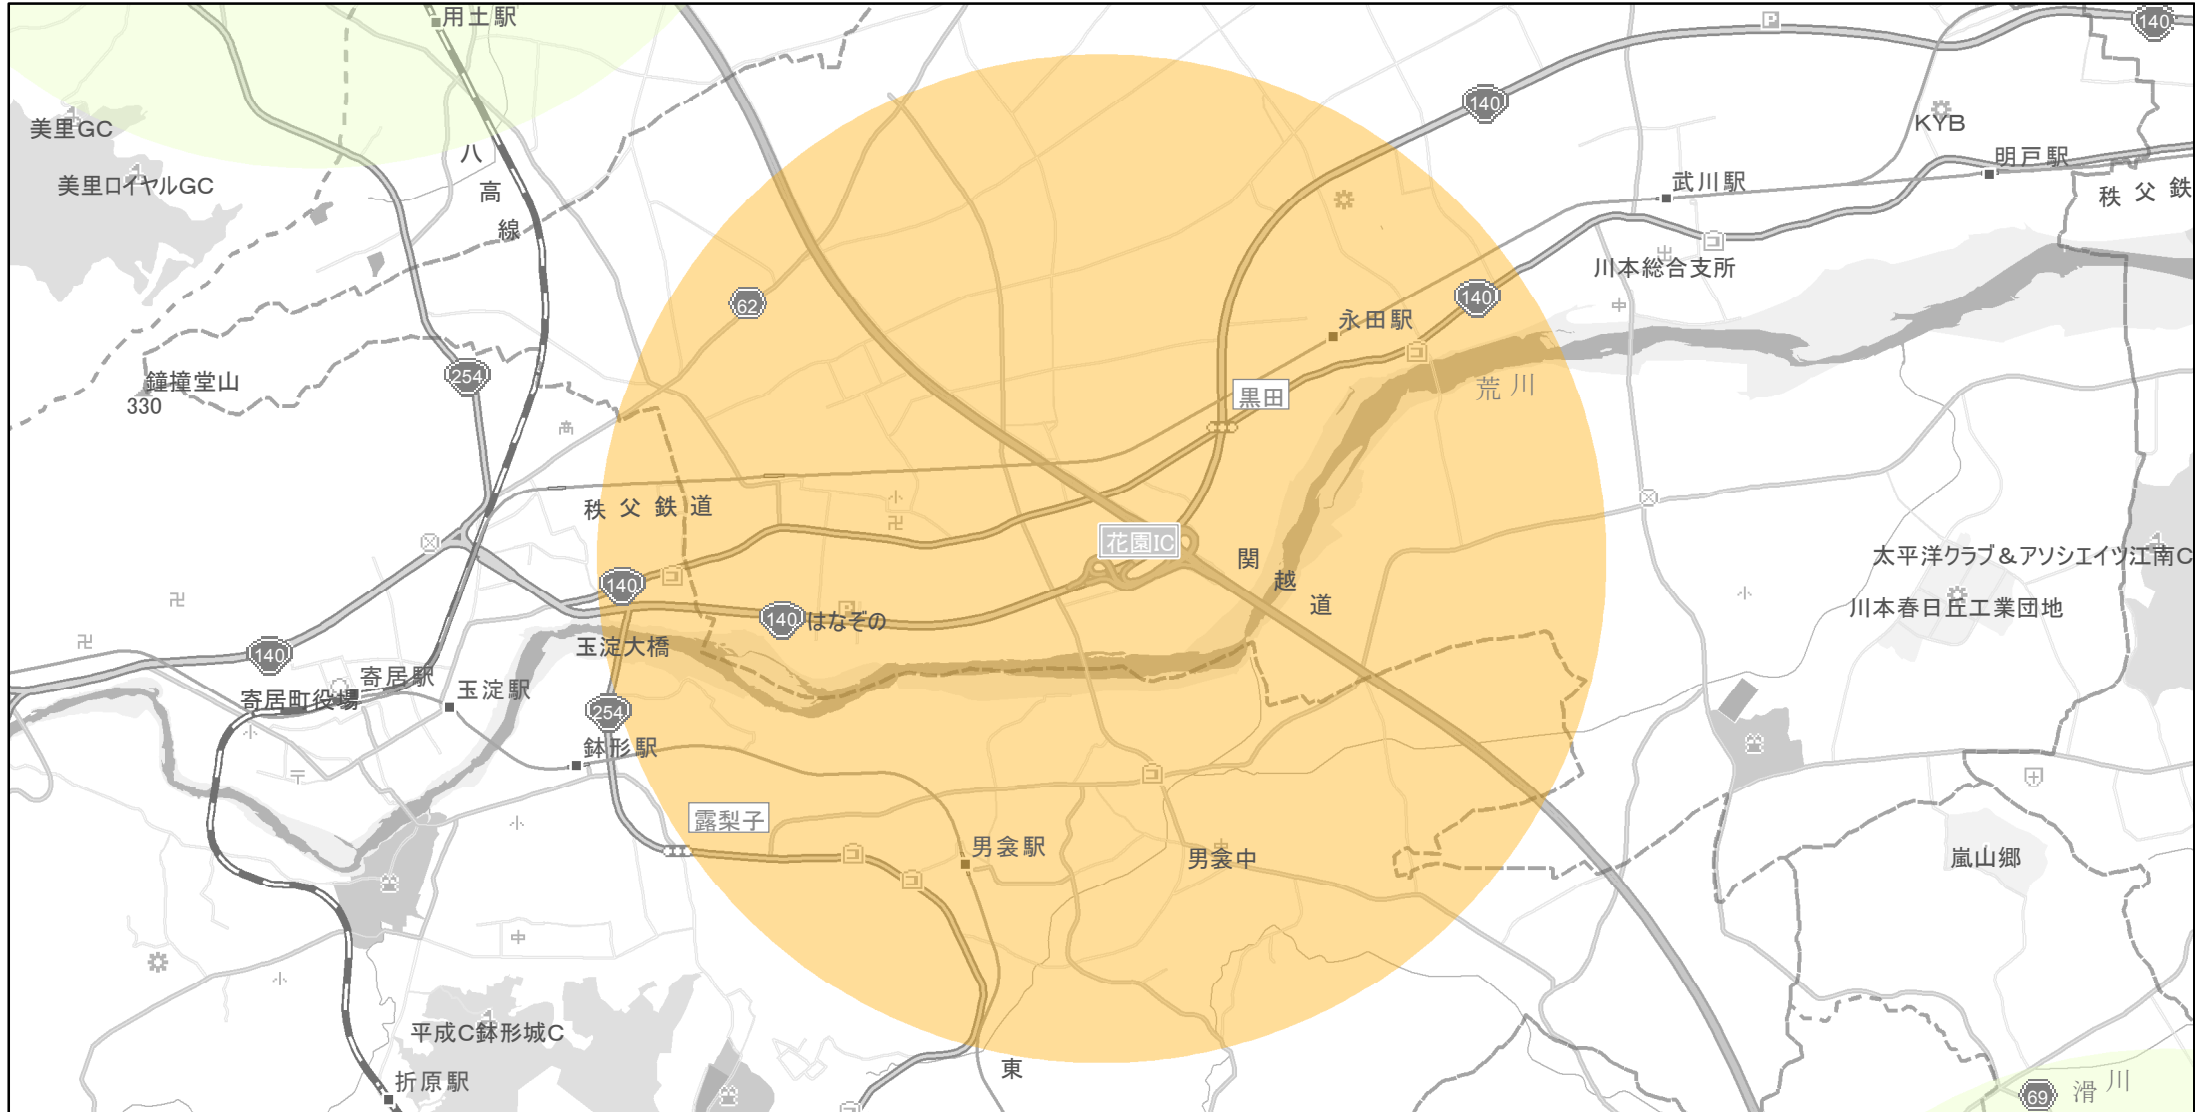 用土駅
140
美里GC
140
KYB
八高線
明戸駅
美里ロイヤルGC
武川駅
秩父鉄
川本総合支所
62
140
永田駅
254
鐘撞堂山
330
黒田
荒川
秩父鉄道
花園IC
関越道
太平洋クラブ&アソシエイツ江南C
140
川本春日丘工業団地
140
はなぞの
玉淀大橋
140
寄居駅
寄居町役場
玉淀駅
254
鉢形駅
露梨子
男衾駅
男衾中
嵐山郷
平成C鉢形城C
東
折原駅
69
滑川